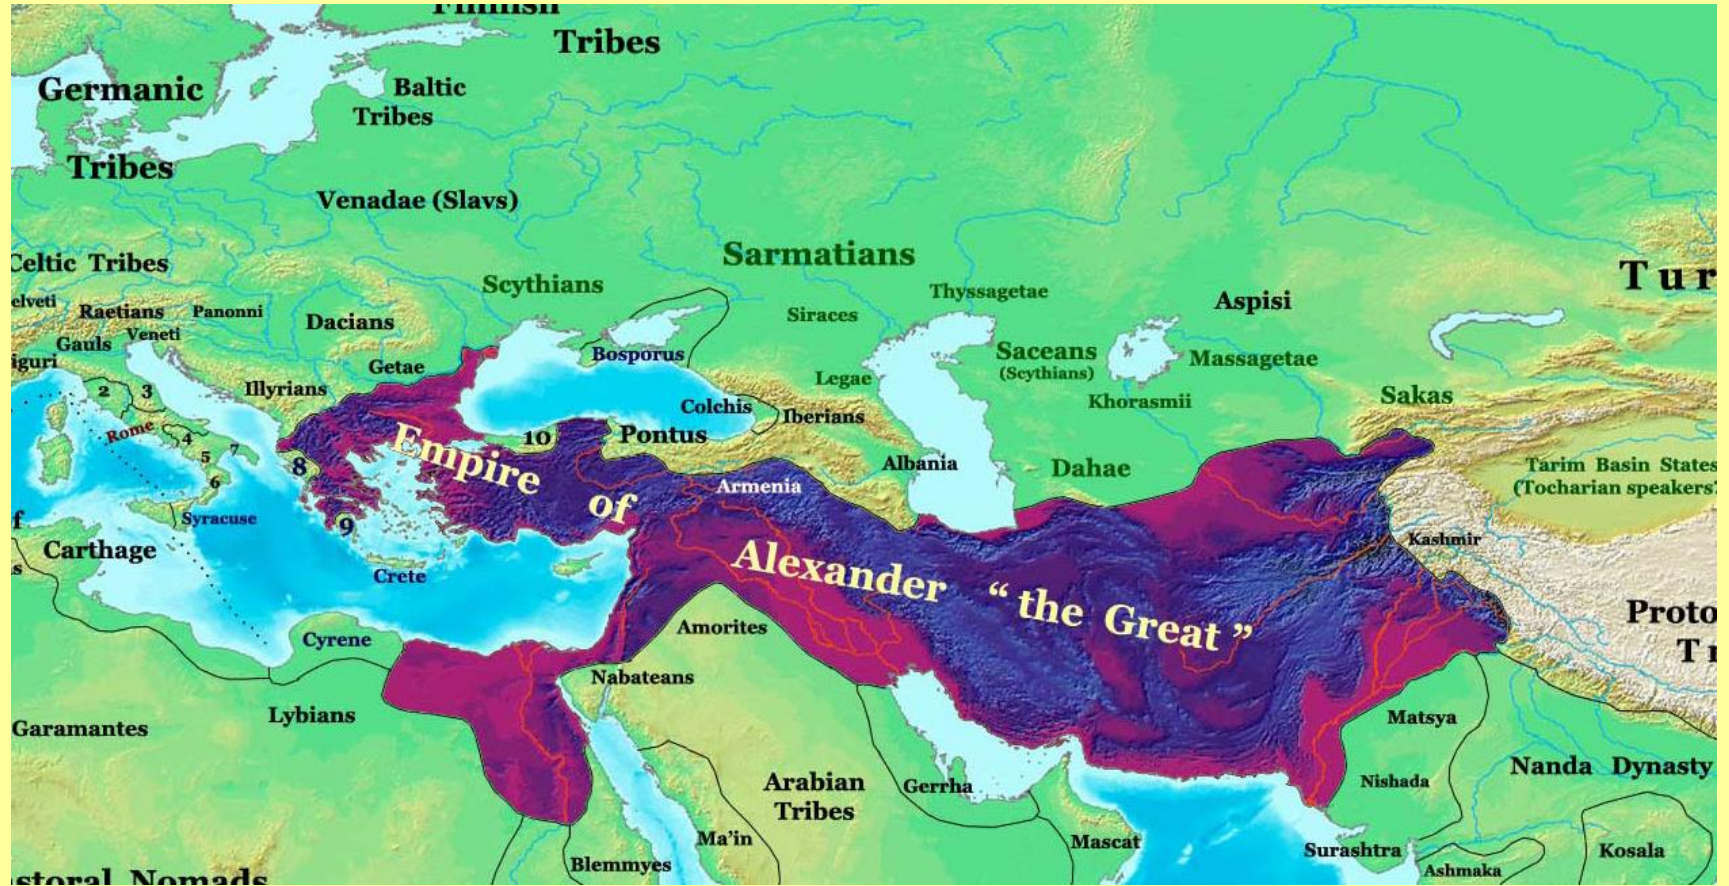 Finnish
Tribes
Germanic
Tribes
Baltic
Tribes
Venadae (Slavs)
Celtic Tribes
Sarmatians
Scythians
Thyssagetae
Aspisi
Tur
elveti
Raetians
Panonni
Dacians
Siraces
Veneti
Gauls
iguri
Bosporus
Saceans
(Scythians)
Massagetae
Getae
Legae
Illyrians
Khorasmii
Sakas
2
3
Colchis
Iberians
Rome
4
5
6
7
8
9
10
Pontus
Albania
Dahae
Tarim Basin States
(Tocharian speakers?
Empire of
Alexander “ the Great ”
Armenia
Syracuse
f
Carthage
s
Kashmir
Crete
Cyrene
Amorites
Proto
T
Nabateans
Garamantes
Lybians
Matsya
Arabian
Tribes
Gerrha
Nishada
Nanda Dynasty
Ma’in
Mascat
Blemmyes
Surashtra
Ashmaka
Kosala
storal Nomads